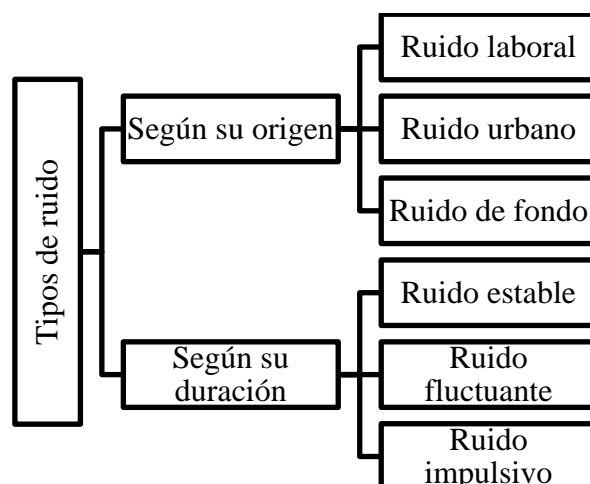 Tipos de ruido
Según su origen
Ruido laboral
Ruido urbano
Ruido de fondo
Según su
duración
Ruido estable
Ruido
fluctuante
Ruido
impulsivo